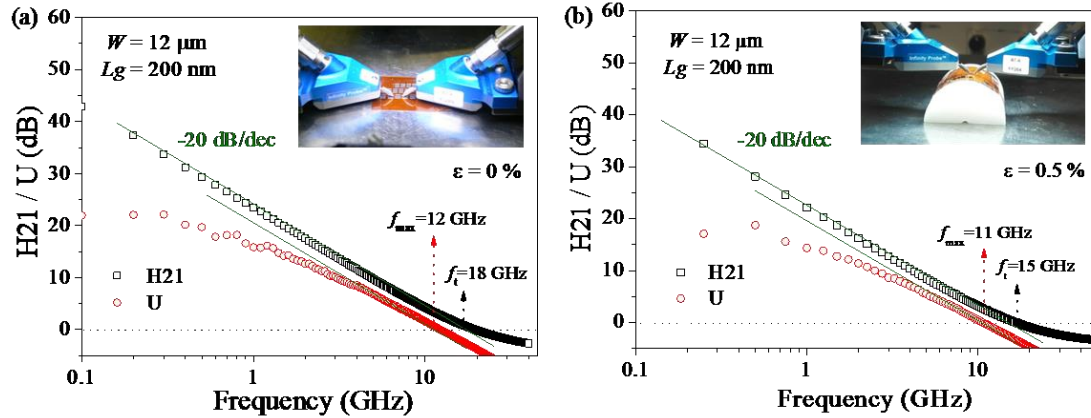 (a)
60
50
40
30
20
10
0
H21 / U (dB)
W = 12 μm
Lg = 200 nm
-20 dB/dec
ε = 0 %
fmax=12 GHz
ft=18 GHz
H21
U
0.1
1
10
Frequency (GHz)
(b)
60
50
40
30
20
10
0
H21 / U (dB)
W = 12 μm
Lg = 200 nm
Infinity Probe
-20 dB/dec
ε = 0.5 %
fmax=11 GHz
ft=15 GHz
H21
U
0.1
1
10
Frequency (GHz)